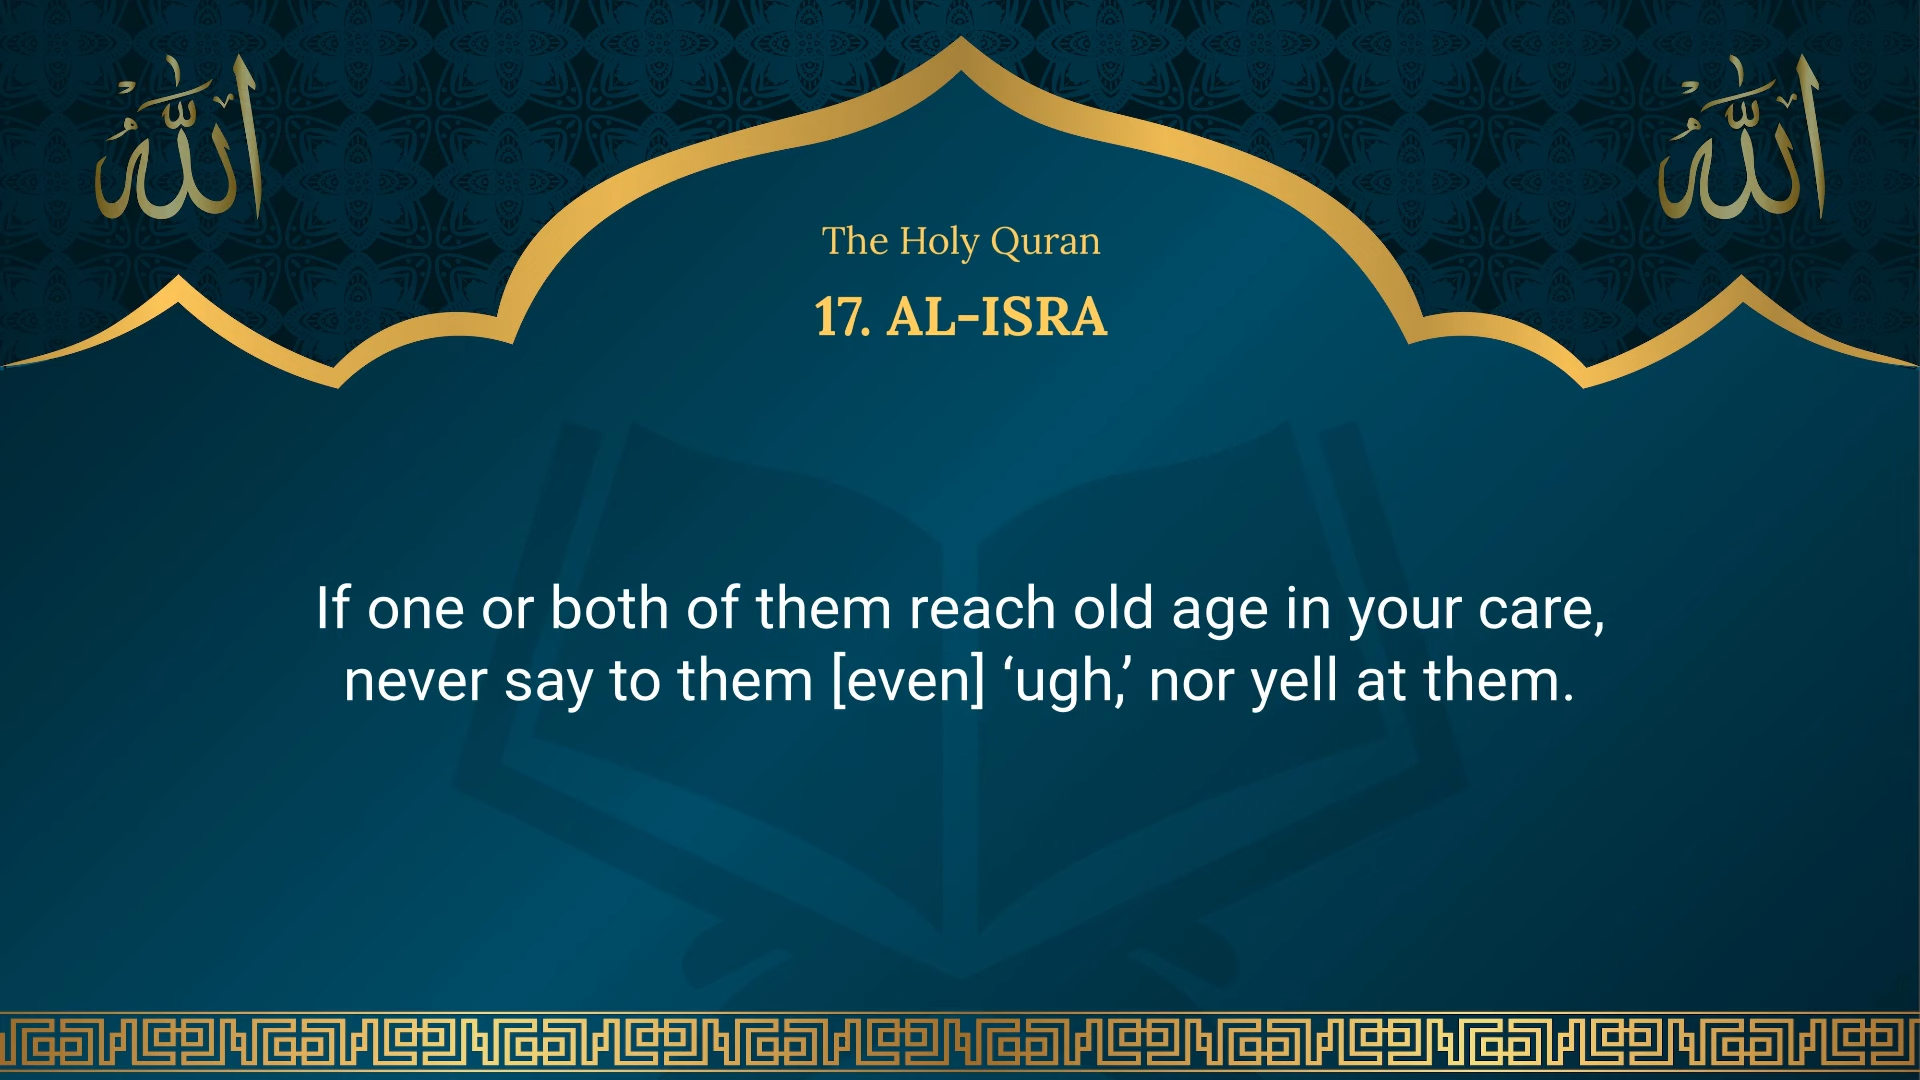 الله
الله
The Holy Quran
17. AL-ISRA
If one or both of them reach old age in your care,
never say to them [even] ‘ugh,’ nor yell at them.